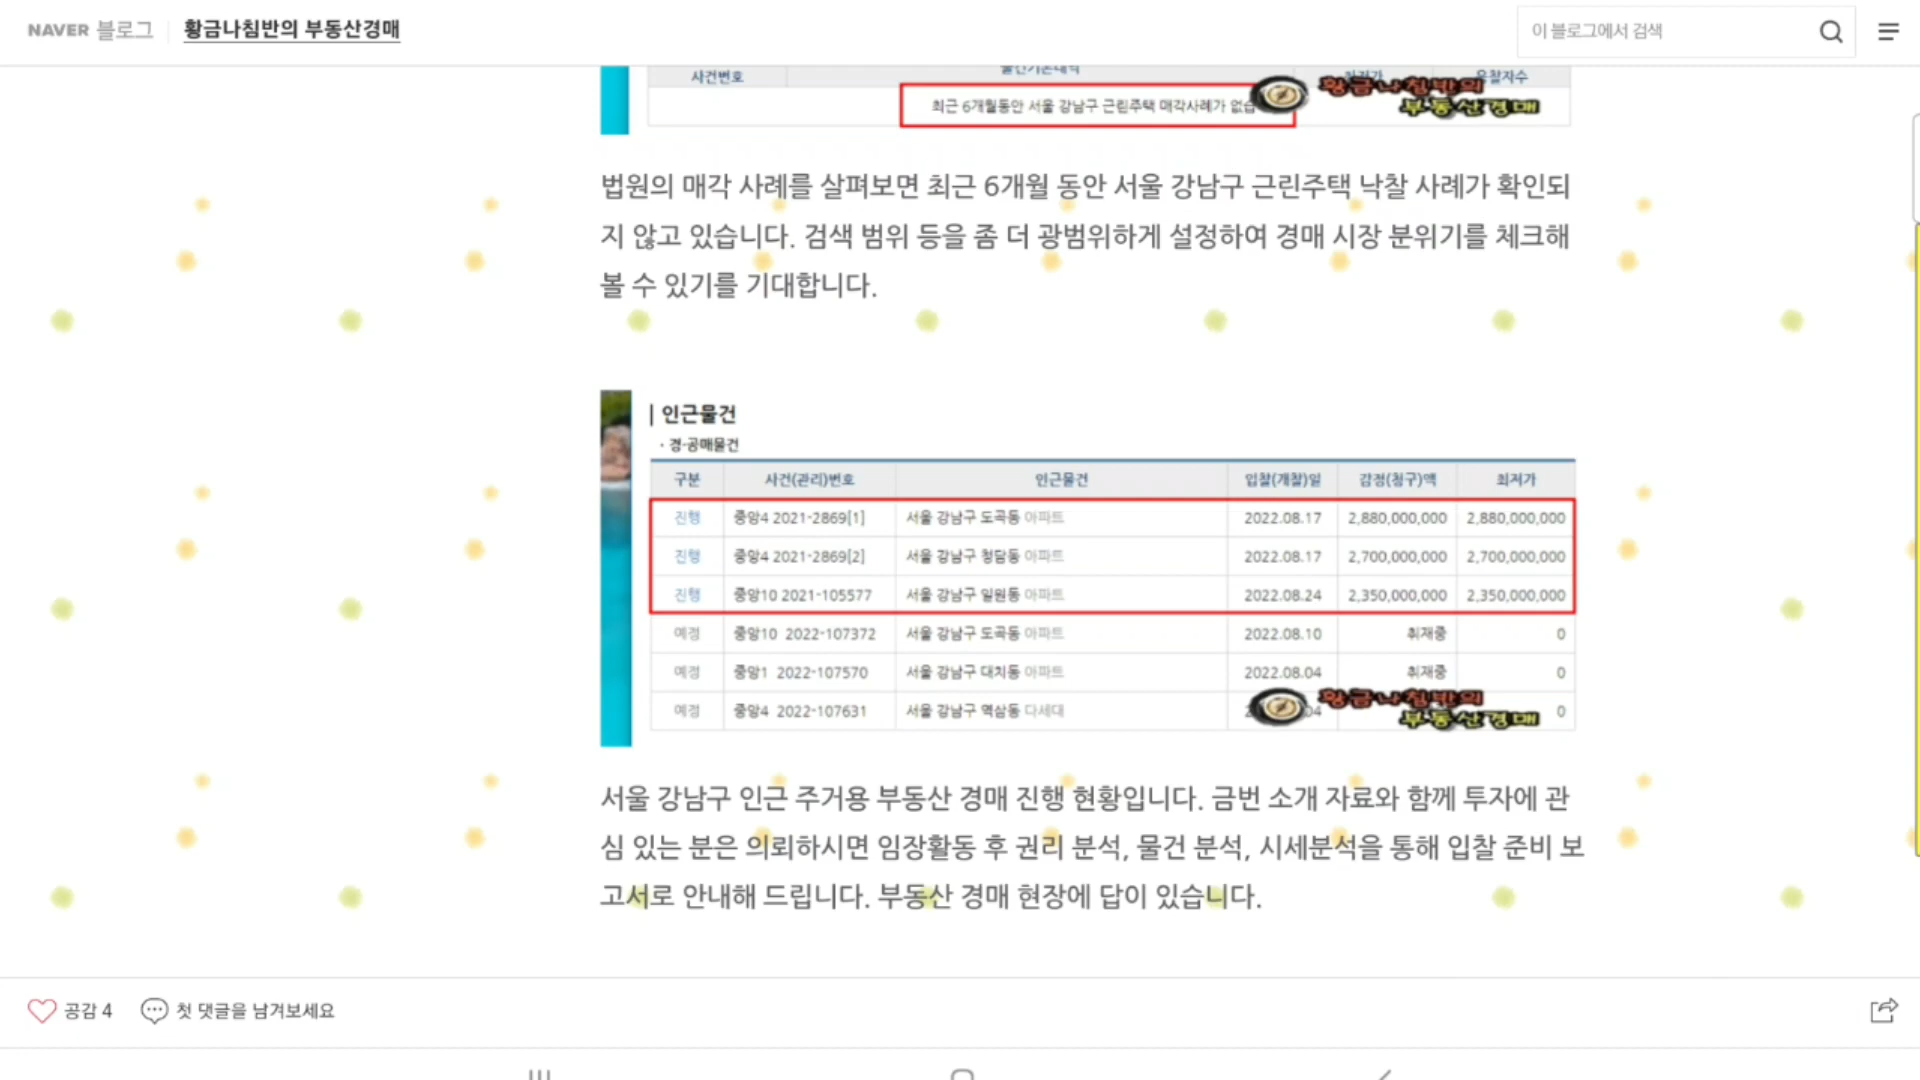 NAVER 블로그 황금나침반의 부동산경매
이 블로그에서 검색
사건번호
최근 6개월동안 서울 강남구 근린주택 매각사례가 없습
황금나침반의
부동산경매
법원의 매각 사례를 살펴보면 최근 6개월 동안 서울 강남구 근린주택 낙찰 사례가 확인되
지 않고 있습니다. 검색 범위 등을 좀 더 광범위하게 설정하여 경매 시장 분위기를 체크해
볼 수 있기를 기대합니다.
인근물건
· 경·공매물건
구분 사건(관리)번호 인근물건 입찰(개찰)일 감정(청구)액 최저가
진행 중앙4 2021-2869[1] 서울 강남구 도곡동 아파트 2022.08.17 2,880,000,000 2,880,000,000
진행 중앙4 2021-2869[2] 서울 강남구 청담동 아파트 2022.08.17 2,700,000,000 2,700,000,000
진행 중앙10 2021-105577 서울 강남구 일원동 아파트 2022.08.24 2,350,000,000 2,350,000,000
예정 중앙10 2022-107372 서울 강남구 도곡동 아파트 2022.08.10 취재중 0
예정 중앙1 2022-107570 서울 강남구 대치동 아파트 2022.08.04 취재중 0
예정 중앙4 2022-107631 서울 강남구 역삼동 다세대 0
황금나침반의
부동산경매
서울 강남구 인근 주거용 부동산 경매 진행 현황입니다. 금번 소개 자료와 함께 투자에 관
심 있는 분은 의뢰하시면 임장활동 후 권리 분석, 물건 분석, 시세분석을 통해 입찰 준비 보
고서로 안내해 드립니다. 부동산 경매 현장에 답이 있습니다.
공감 4 첫 댓글을 남겨보세요